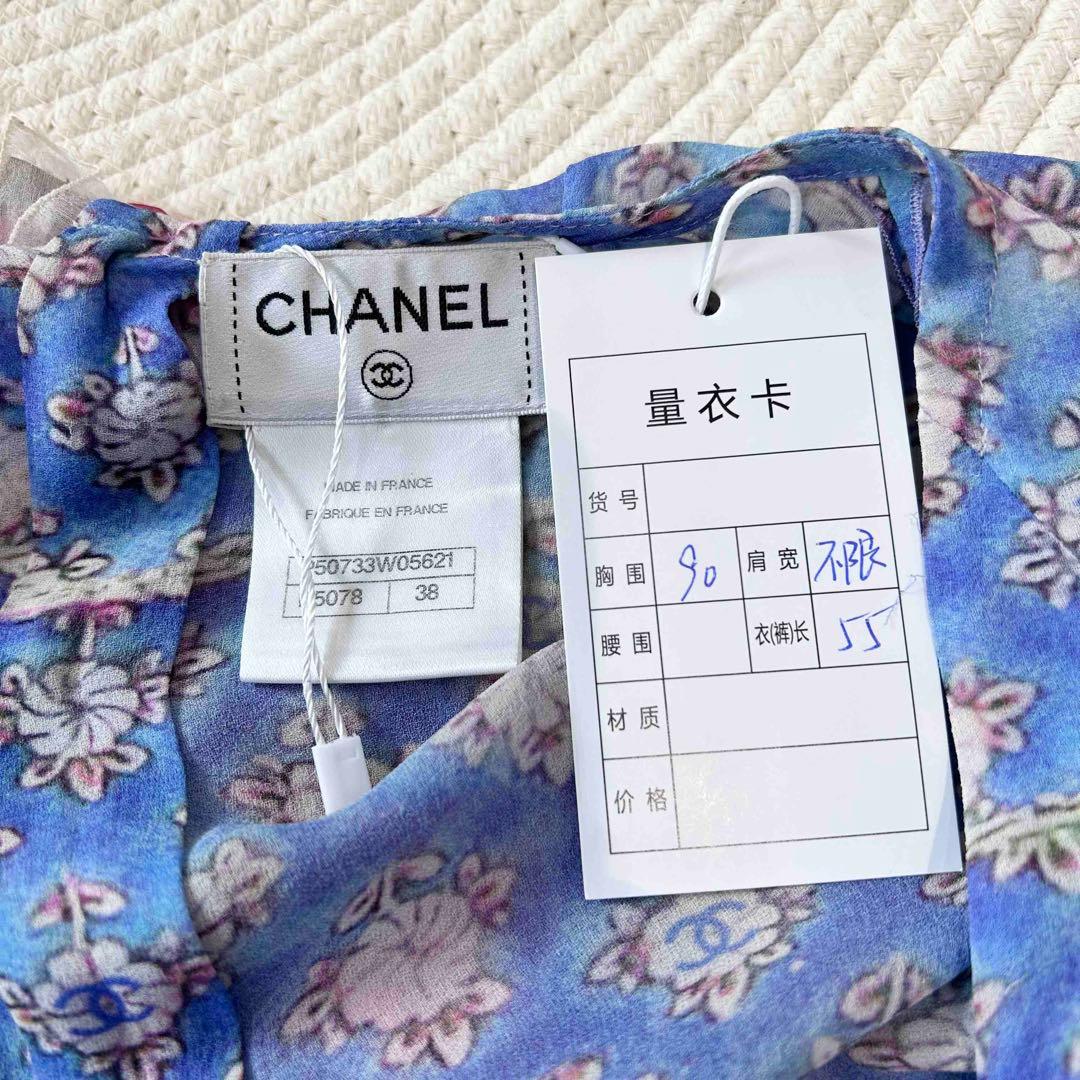 CHANEL
MADE IN FRANCE
FABRIQUE EN FRANCE
P50733W05621
5078 38
量衣卡
货号
胸围 90 肩宽 不限
腰围 衣(裤)长 55
材质
价格